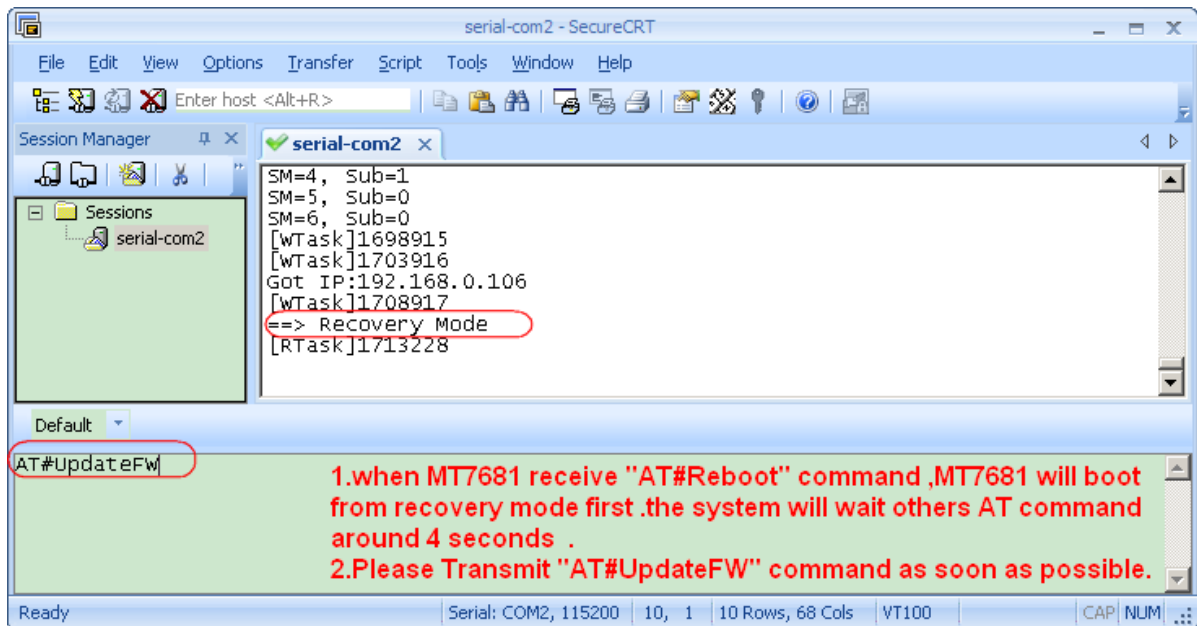 serial-com2 - SecureCRT
File Edit View Options Transfer Script Tools Window Help
Enter host <Alt+R>
Session Manager
serial-com2
Sessions
serial-com2
SM=4, Sub=1
SM=5, Sub=0
SM=6, Sub=0
[WTask]1698915
[WTask]1703916
Got IP:192.168.0.106
[WTask]1708917
==> Recovery Mode
[RTask]1713228
Default
AT#UpdateFW
1.when MT7681 receive "AT#Reboot" command ,MT7681 will boot
from recovery mode first .the system will wait others AT command
around 4 seconds .
2.Please Transmit "AT#UpdateFW" command as soon as possible.
Ready Serial: COM2, 115200 10, 1 10 Rows, 68 Cols VT100 CAP NUM